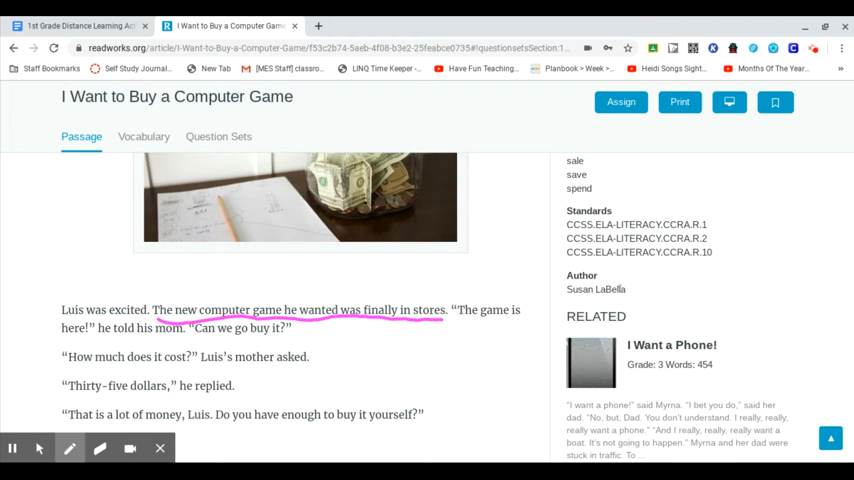 1st Grade Distance Learning Act
I Want to Buy a Computer Game
readworks.org/article/I-Want-to-Buy-a-Computer-Game/f53c2b74-5aeb-4f08-b3e2-25feabce0735#!questionsetsSection:1...
Staff Bookmarks
Self Study Journal...
New Tab
[MES Staff] classro...
LINQ Time Keeper -...
Have Fun Teaching...
Planbook > Week >...
Heidi Songs Sight...
Months Of The Year...
»
I Want to Buy a Computer Game
Assign
Print
Passage
Vocabulary
Question Sets
Luis was excited. The new computer game he wanted was finally in stores. “The game is
here!” he told his mom. “Can we go buy it?”
“How much does it cost?” Luis’s mother asked.
“Thirty-five dollars,” he replied.
“That is a lot of money, Luis. Do you have enough to buy it yourself?”
sale
save
spend
Standards
CCSS.ELA-LITERACY.CCRA.R.1
CCSS.ELA-LITERACY.CCRA.R.2
CCSS.ELA-LITERACY.CCRA.R.10
Author
Susan LaBella
RELATED
I Want a Phone!
Grade: 3 Words: 454
“I want a phone!” said Myrna. “I bet you do,” said her
dad. “No, but, Dad. You don’t understand. I really, really,
really want a phone.” “And I really, really, really want a
boat. It’s not going to happen.” Myrna and her dad were
stuck in traffic. To ...